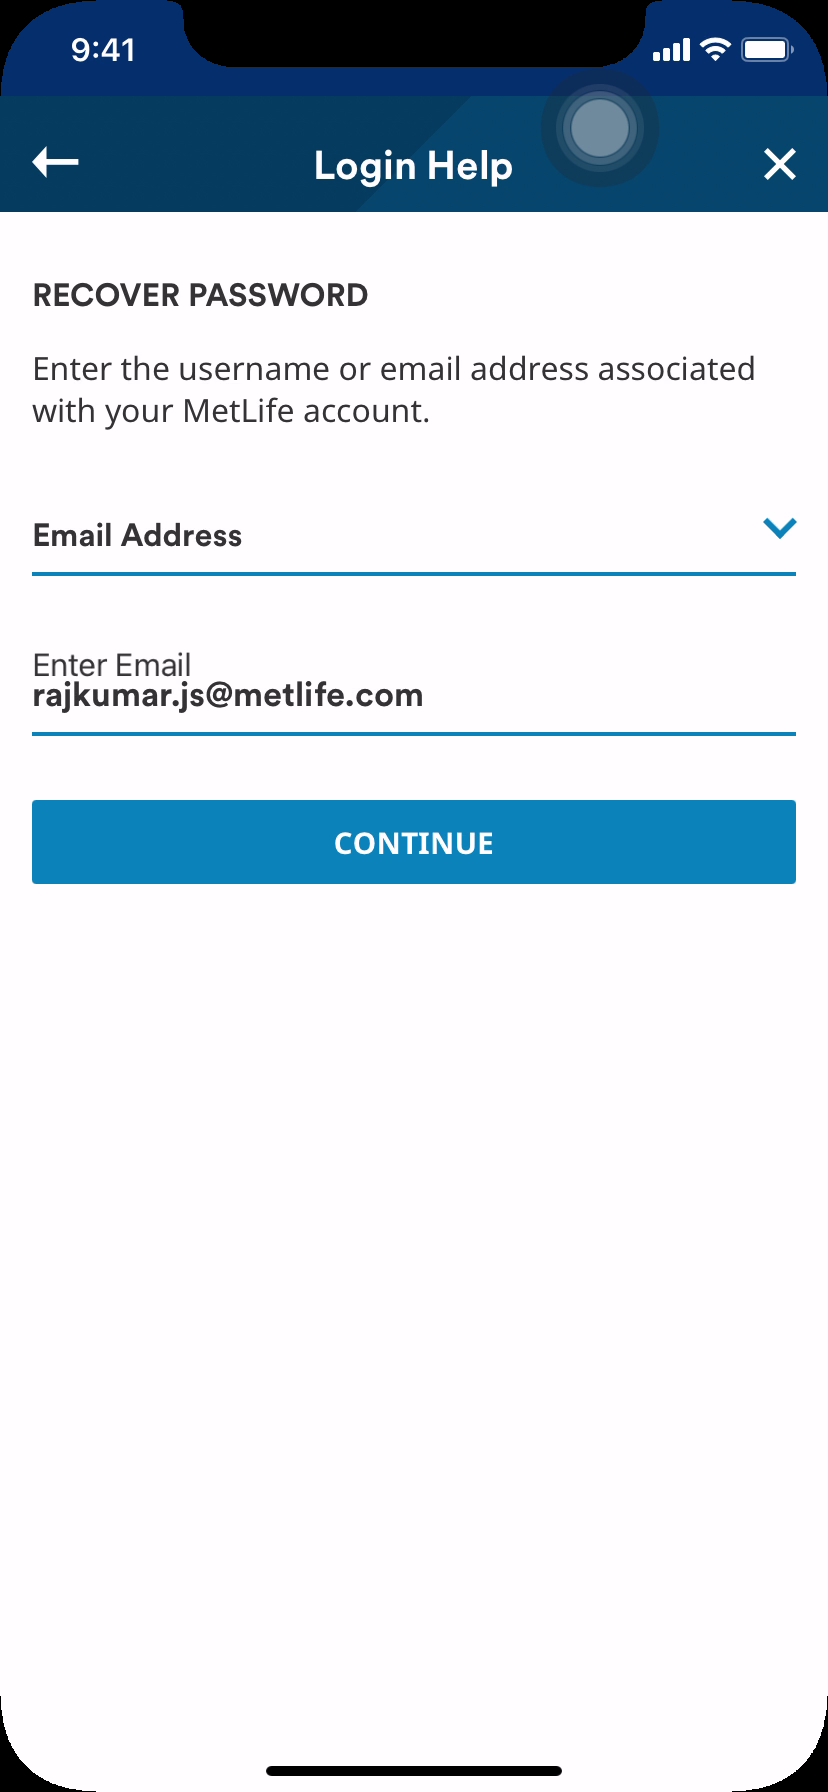 9:41
Login Help
RECOVER PASSWORD
Enter the username or email address associated
with your MetLife account.
Email Address
Enter Email
rajkumar.js@metlife.com
CONTINUE